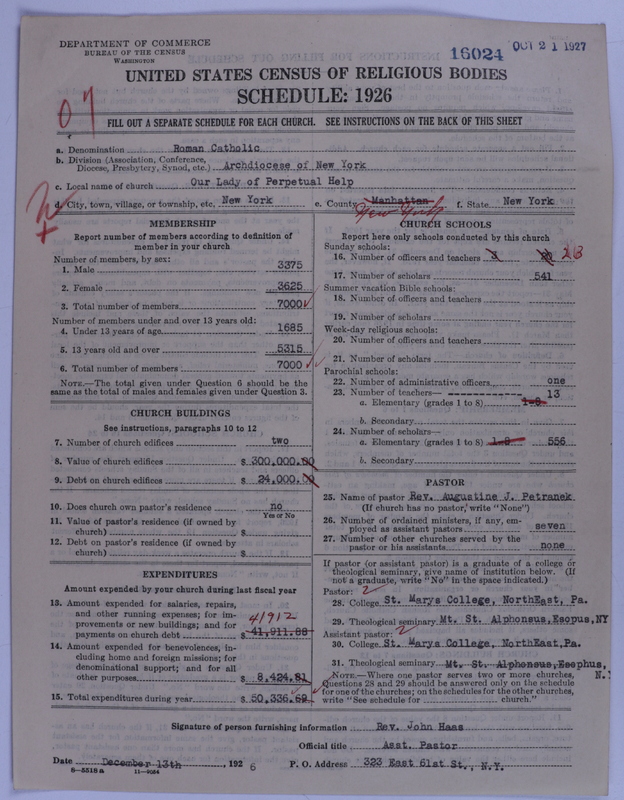 DEPARTMENT OF COMMERCE
BUREAU OF THE CENSUS
WASHINGTON
16024
OCT 21 1927
UNITED STATES CENSUS OF RELIGIOUS BODIES
SCHEDULE: 1926
07
FILL OUT A SEPARATE SCHEDULE FOR EACH CHURCH. SEE INSTRUCTIONS ON THE BACK OF THIS SHEET
a. Denomination Roman Catholic
b. Division (Association, Conference, Diocese, Presbytery, Synod, etc.) Archdiocese of New York
c. Local name of church Our Lady of Perpetual Help
d. City, town, village, or township, etc. New York e. County Manhattan New York f. State New York
MEMBERSHIP
Report number of members according to definition of
member in your church
Number of members, by sex:
1. Male 3375
2. Female 3625
3. Total number of members 7000
Number of members under and over 13 years old:
4. Under 13 years of age 1685
5. 13 years old and over 5315
6. Total number of members 7000
NOTE.—The total given under Question 6 should be the
same as the total of males and females given under Question 3.
CHURCH BUILDINGS
See instructions, paragraphs 10 to 12
7. Number of church edifices two
8. Value of church edifices $ 300,000.00
9. Debt on church edifices $ 24,000.00
10. Does church own pastor's residence no
Yes or No
11. Value of pastor's residence (if owned by
church) $
12. Debt on pastor's residence (if owned by
church) $
EXPENDITURES
Amount expended by your church during last fiscal year
13. Amount expended for salaries, repairs,
and other running expenses; for im-
provements or new buildings; and for
payments on church debt $ 41,911.88
41912
14. Amount expended for benevolences, in-
cluding home and foreign missions; for
denominational support; and for all
other purposes $ 8,424.81
15. Total expenditures during year $ 50,336.69
CHURCH SCHOOLS
Report here only schools conducted by this church
Sunday schools:
16. Number of officers and teachers 3 20 23
17. Number of scholars 541
Summer vacation Bible schools:
18. Number of officers and teachers
19. Number of scholars
Week-day religious schools:
20. Number of officers and teachers
21. Number of scholars
Parochial schools:
22. Number of administrative officers one
23. Number of teachers— 13
a. Elementary (grades 1 to 8) 1-8
b. Secondary
24. Number of scholars—
a. Elementary (grades 1 to 8) 1-8 556
b. Secondary
PASTOR
25. Name of pastor Rev. Augustine J. Petranek
(If church has no pastor, write "None")
26. Number of ordained ministers, if any, em-
ployed as assistant pastors seven
27. Number of other churches served by the
pastor or his assistants none
If pastor (or assistant pastor) is a graduate of a college or
theological seminary, give name of institution below. (If
not a graduate, write "No" in the space indicated.)
Pastor: 2
28. College St. Marys College, NorthEast, Pa.
29. Theological seminary Mt. St. Alphonsus, Esopus, NY
Assistant pastor: 2
30. College St. Marys College, NorthEast, Pa.
31. Theological seminary Mt. St. Alphonsus, Esophus, N.Y
NOTE.—Where one pastor serves two or more churches,
Questions 28 and 29 should be answered only on the schedule
for one of the churches; on the schedules for the other churches,
write "See schedule for church."
Signature of person furnishing information Rev. John Haas
Official title Asst. Pastor
Date December 13th, 1926 P. O. Address 323 East 61st St., N.Y.
8—5518a 11—9034